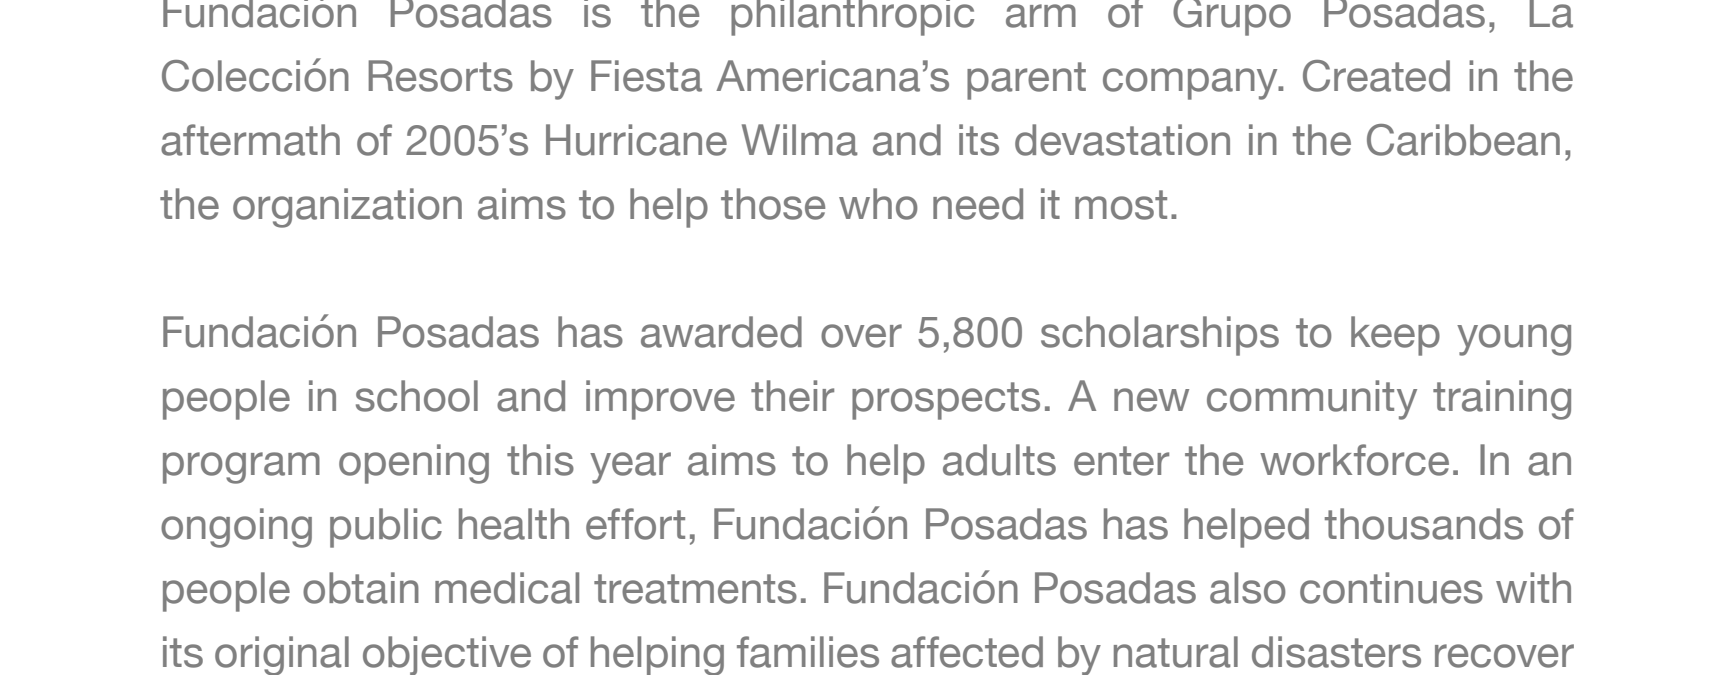 Fundación Posadas is the philanthropic arm of Grupo Posadas, La
Colección Resorts by Fiesta Americana’s parent company. Created in the
aftermath of 2005’s Hurricane Wilma and its devastation in the Caribbean,
the organization aims to help those who need it most.
Fundación Posadas has awarded over 5,800 scholarships to keep young
people in school and improve their prospects. A new community training
program opening this year aims to help adults enter the workforce. In an
ongoing public health effort, Fundación Posadas has helped thousands of
people obtain medical treatments. Fundación Posadas also continues with
its original objective of helping families affected by natural disasters recover